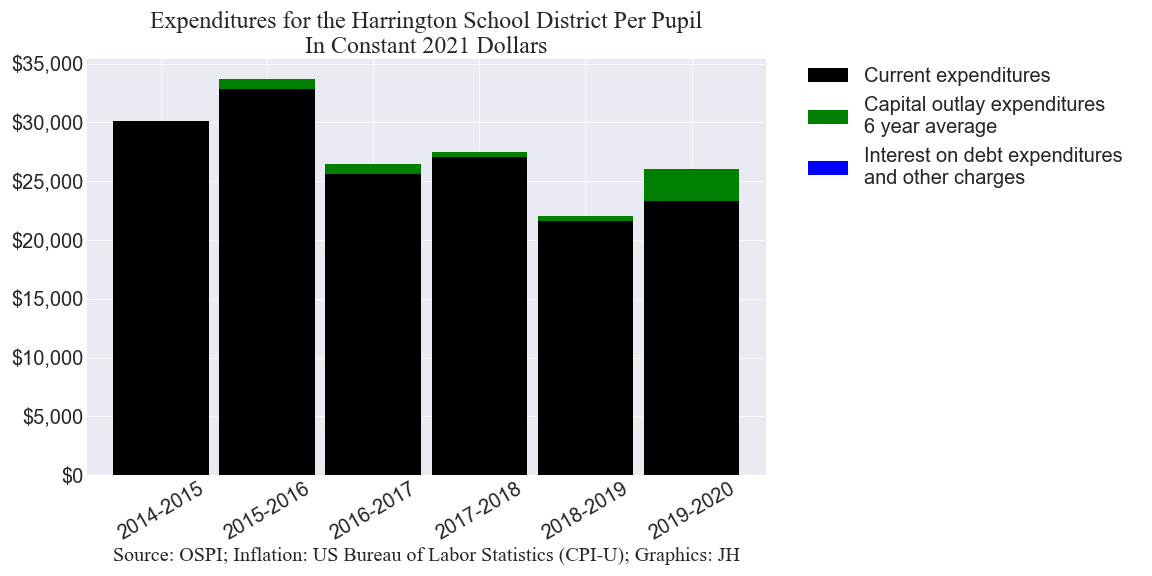 Expenditures for the Harrington School District Per Pupil
In Constant 2021 Dollars
$35,000
$30,000
$25,000
$20,000
$15,000
$10,000
$5,000
$0
2014-2015
2015-2016
2016-2017
2017-2018
2018-2019
2019-2020
Current expenditures
Capital outlay expenditures
6 year average
Interest on debt expenditures
and other charges
Source: OSPI; Inflation: US Bureau of Labor Statistics (CPI-U); Graphics: JH